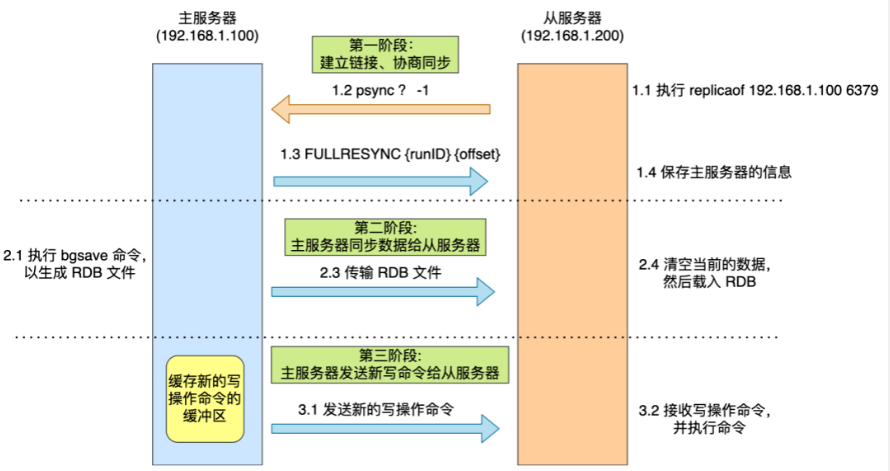 主服务器
(192.168.1.100)
从服务器
(192.168.1.200)
第一阶段：
建立链接、协商同步
1.1 执行 replicaof 192.168.1.100 6379
1.2 psync ？ -1
1.3 FULLRESYNC {runID} {offset}
1.4 保存主服务器的信息
第二阶段:
主服务器同步数据给从服务器
2.1 执行 bgsave 命令，
以生成 RDB 文件
2.3 传输 RDB 文件
2.4 清空当前的数据，
然后载入 RDB
第三阶段:
主服务器发送新写命令给从服务器
缓存新的写
操作命令的
缓冲区
3.1 发送新的写操作命令
3.2 接收写操作命令，
并执行命令